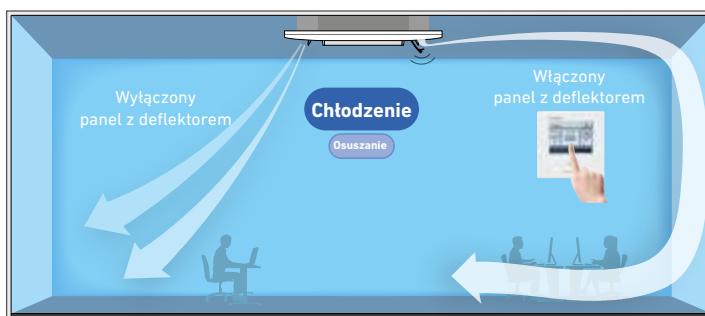 Wyłączony
panel z deflektorem
Chłodzenie
Osuszanie
Włączony
panel z deflektorem